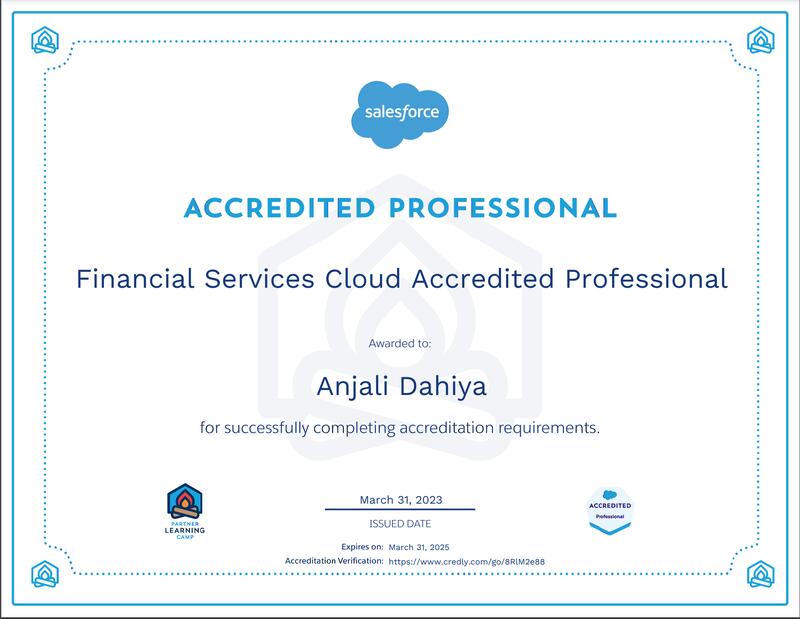 salesforce
ACCREDITED PROFESSIONAL
Financial Services Cloud Accredited Professional
Awarded to:
Anjali Dahiya
for successfully completing accreditation requirements.
PARTNER
LEARNING
CAMP
March 31, 2023
ISSUED DATE
ACCREDITED
Professional
Expires on: March 31, 2025
Accreditation Verification: https://www.credly.com/go/8RlM2e88